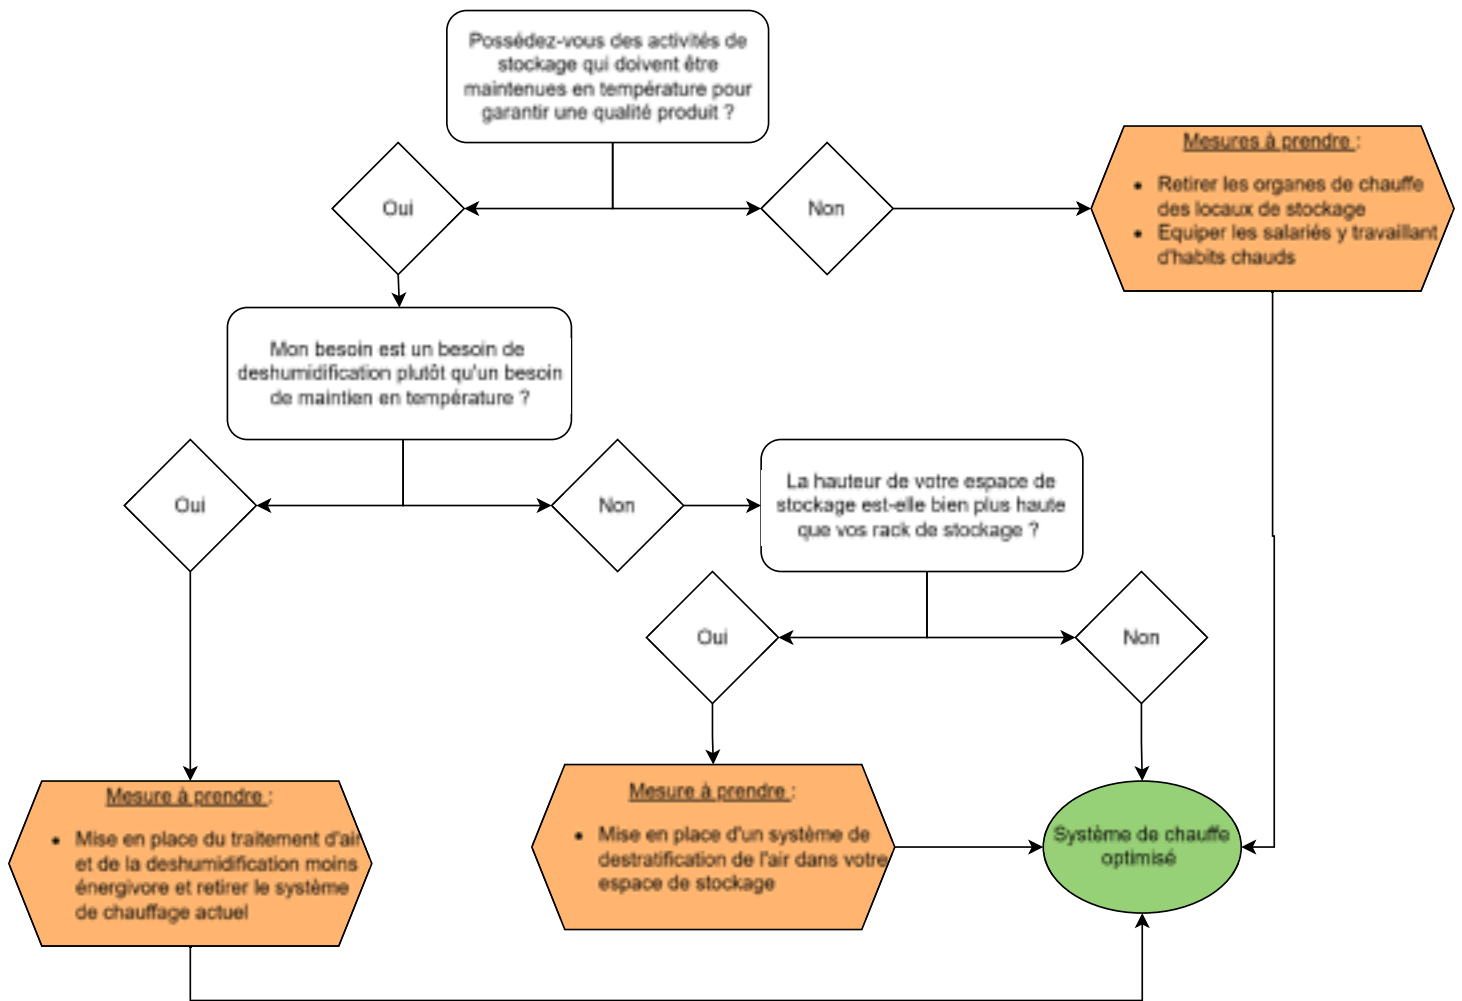 Possédez-vous des activités de
stockage qui doivent être
maintenues en température pour
garantir une qualité produit ?
Oui
Non
Mesures à prendre :
• Retirer les organes de chauffe
des locaux de stockage
• Equiper les salariés y travaillant
d'habits chauds
Mon besoin est un besoin de
deshumidification plutôt qu'un besoin
de maintien en température ?
Oui
Non
La hauteur de votre espace de
stockage est-elle bien plus haute
que vos rack de stockage ?
Oui
Non
Mesure à prendre :
• Mise en place du traitement d'air
et de la deshumidification moins
énergivore et retirer le système
de chauffage actuel
Mesure à prendre :
• Mise en place d'un système de
destratification de l'air dans votre
espace de stockage
Système de chauffe
optimisé